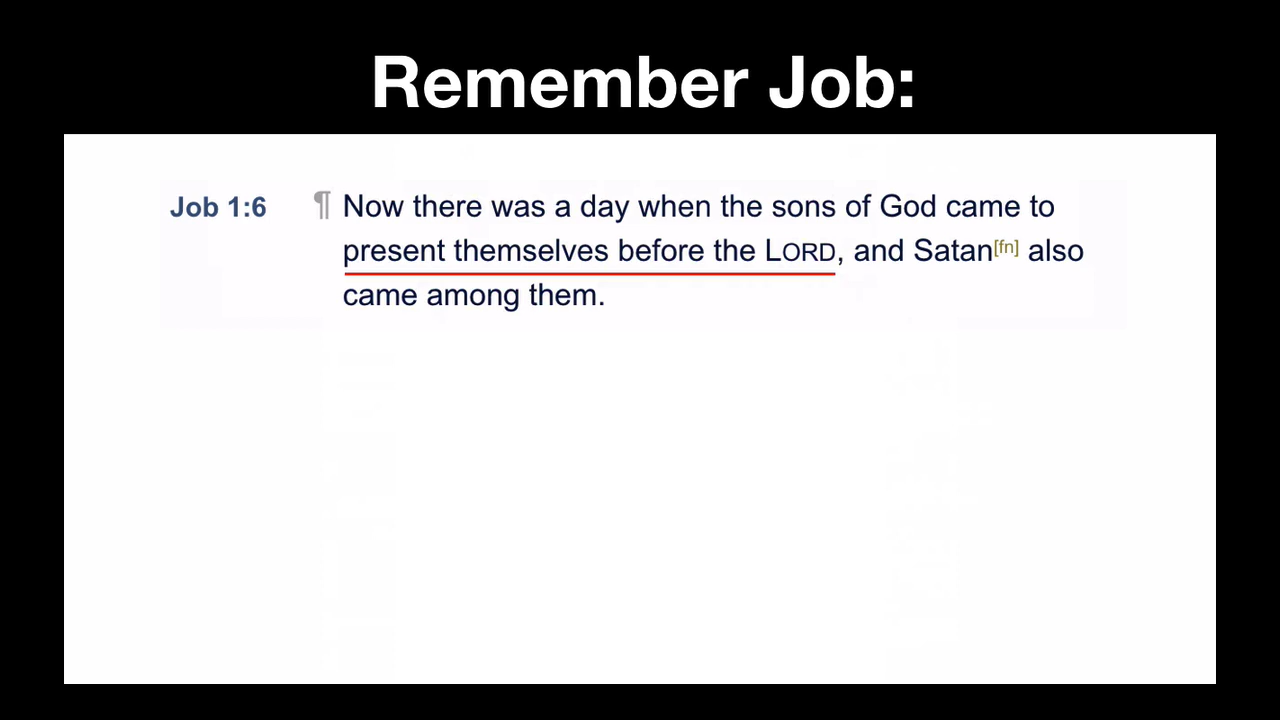 Remember Job:
Job 1:6 ¶ Now there was a day when the sons of God came to
present themselves before the LORD, and Satan[fn] also
came among them.